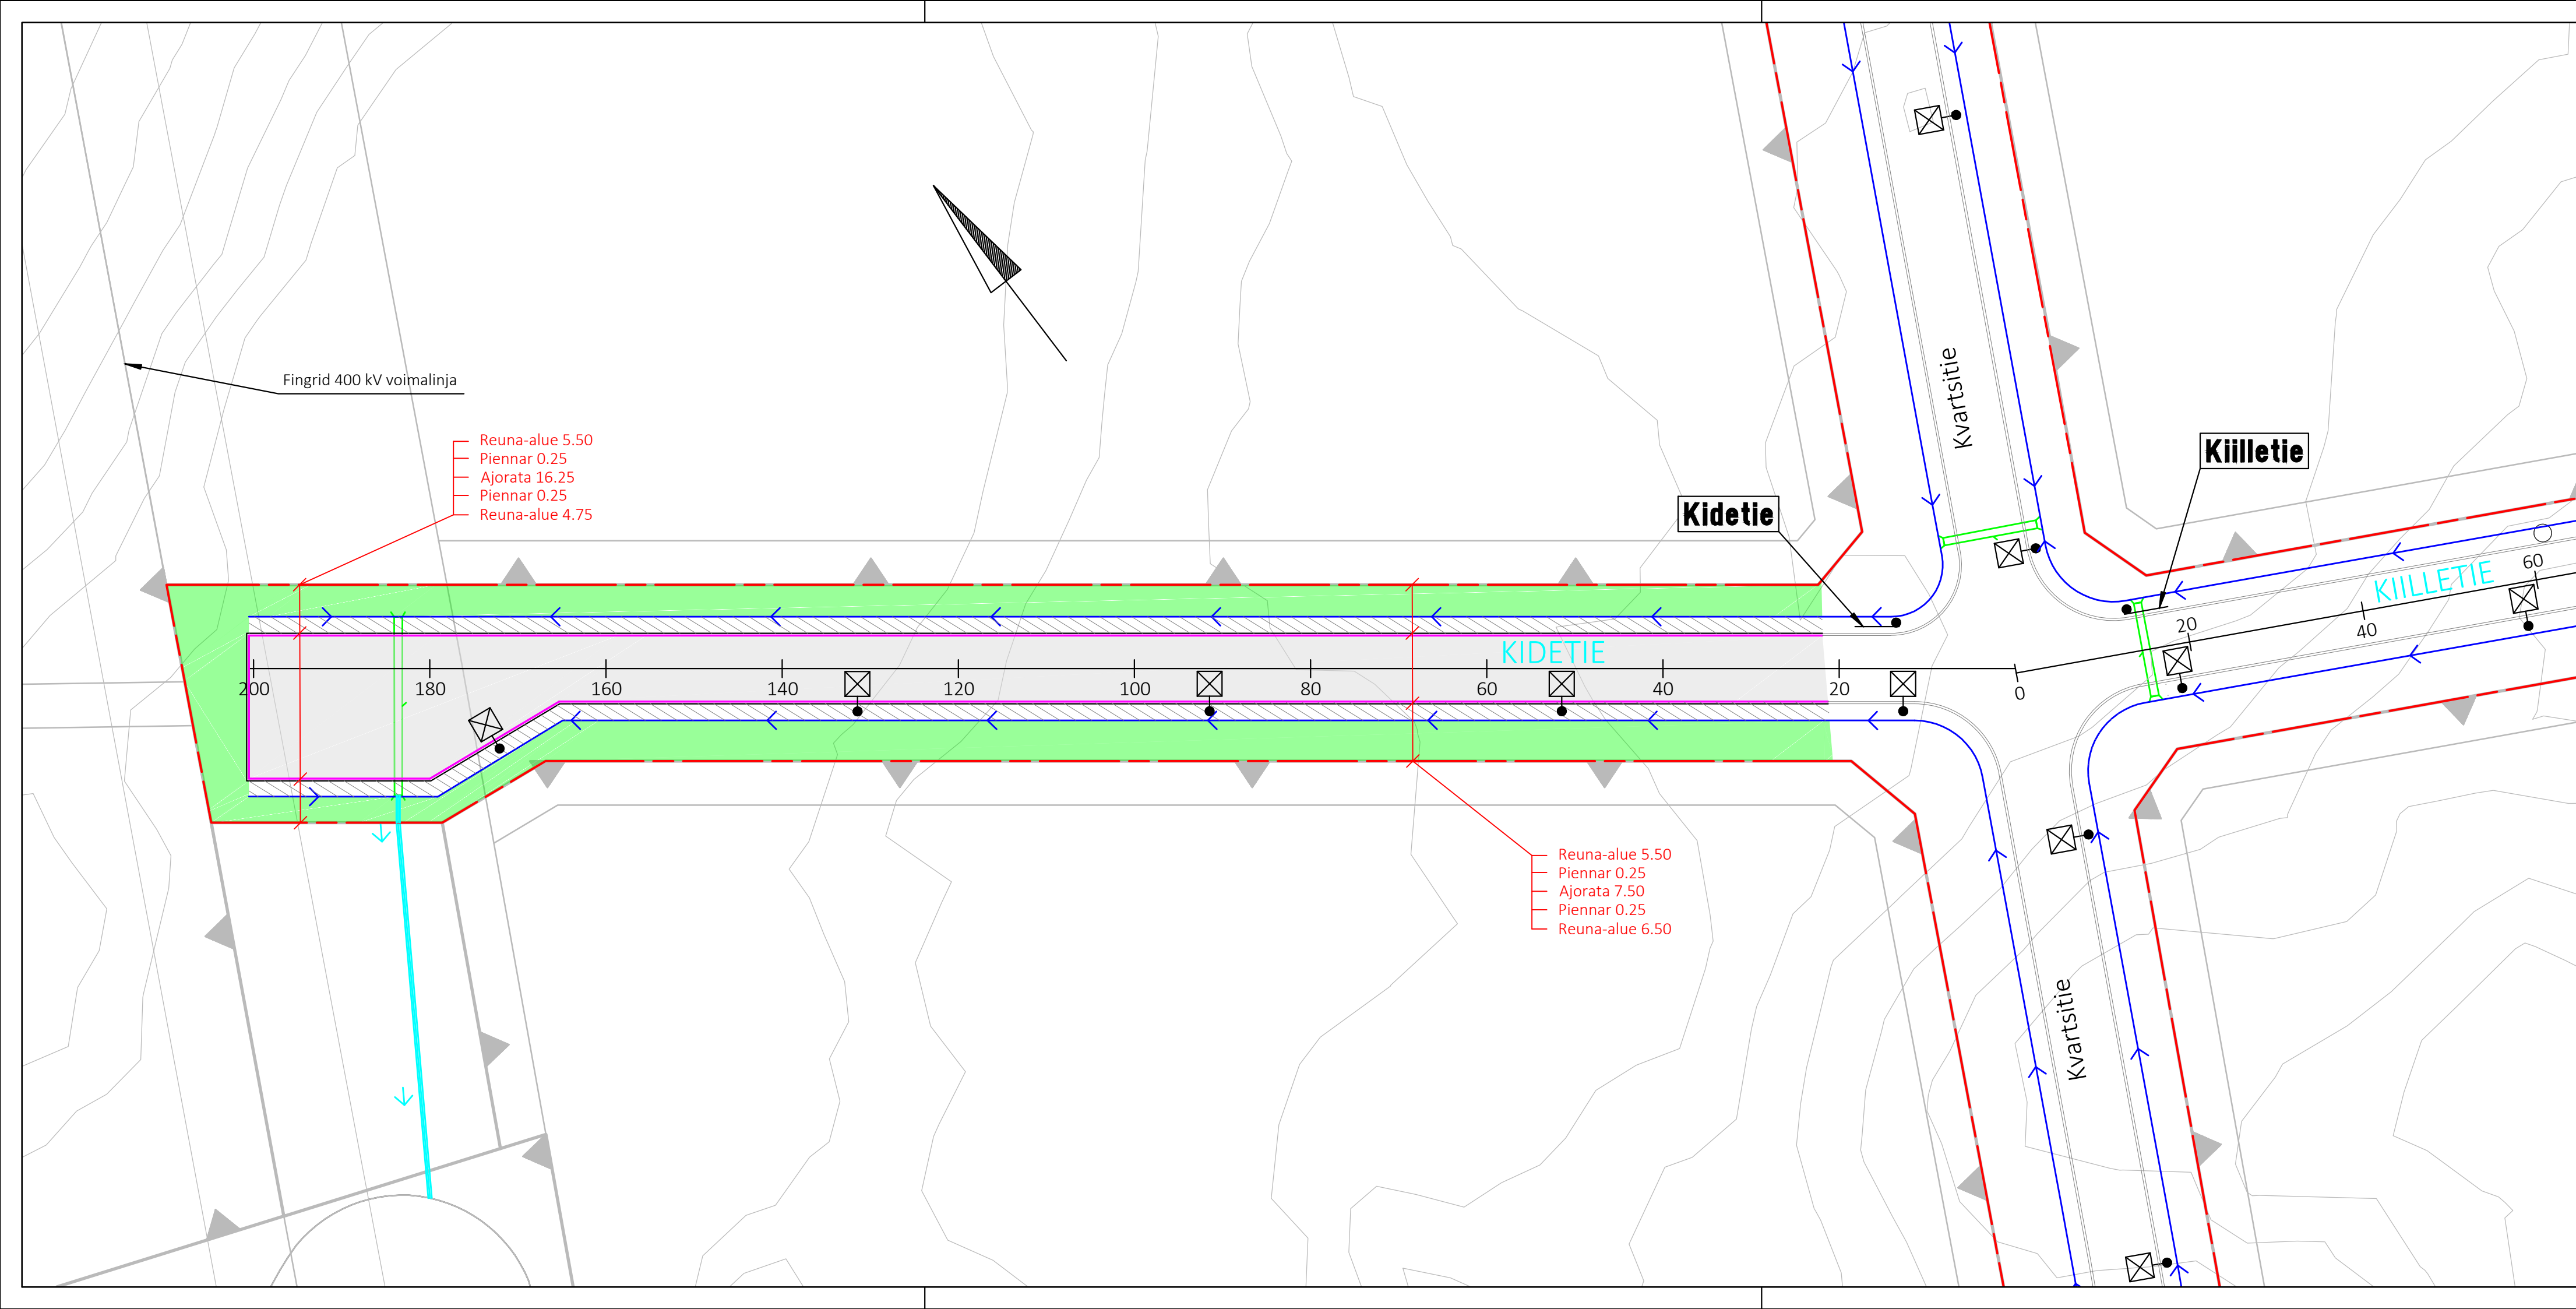 Fingrid 400 kV voimalinja
Reuna-alue 5.50
Piennar 0.25
Ajorata 16.25
Piennar 0.25
Reuna-alue 4.75
Kvartsitie
Kiilletie
Kidetie
KIILLETIE
60
40
20
0
KIDETIE
200
180
160
140
120
100
80
60
40
20
Reuna-alue 5.50
Piennar 0.25
Ajorata 7.50
Piennar 0.25
Reuna-alue 6.50
Kvartsitie